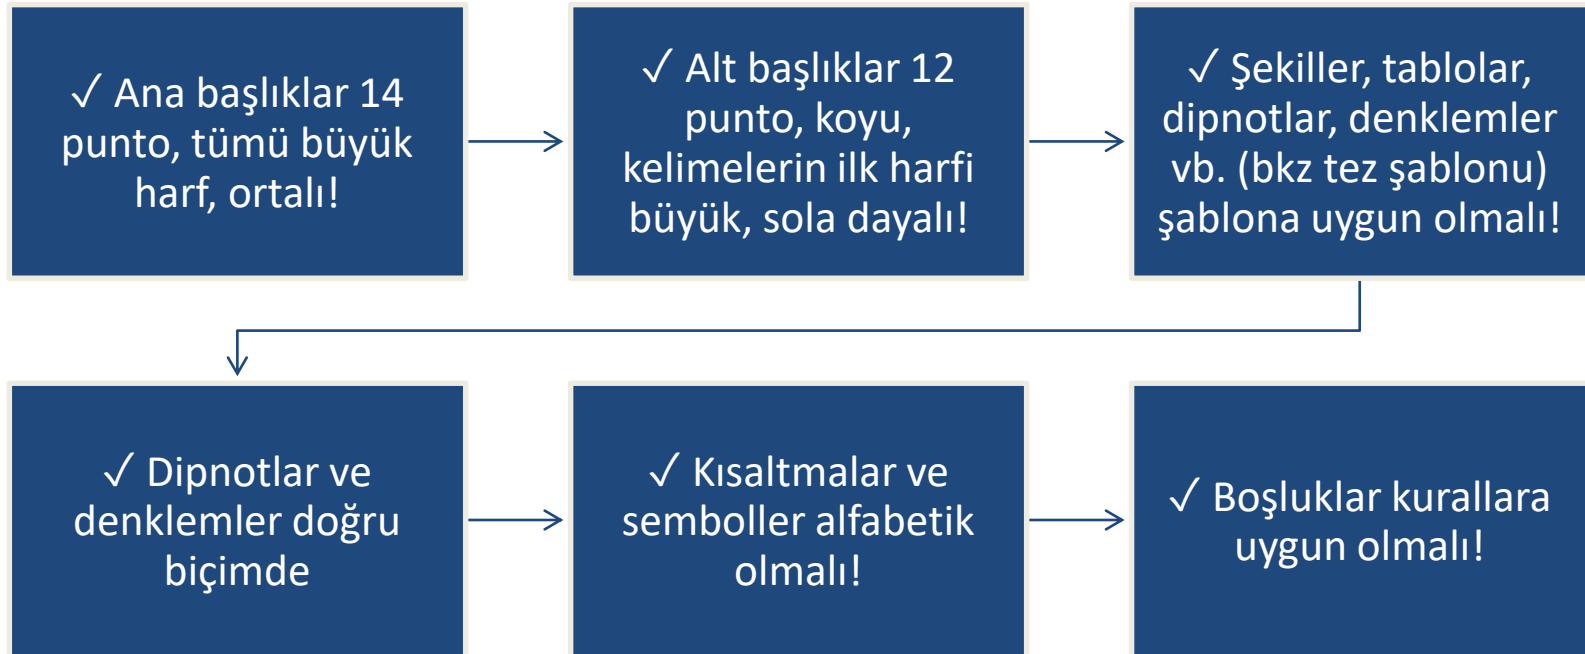 ✓ Ana başlıklar 14
punto, tümü büyük
harf, ortalı!
✓ Alt başlıklar 12
punto, koyu,
kelimelerin ilk harfi
büyük, sola dayalı!
✓ Şekiller, tablolar,
dipnotlar, denklemler
vb. (bkz tez şablonu)
şablona uygun olmalı!
✓ Dipnotlar ve
denklemler doğru
biçimde
✓ Kısaltmalar ve
semboller alfabetik
olmalı!
✓ Boşluklar kurallara
uygun olmalı!